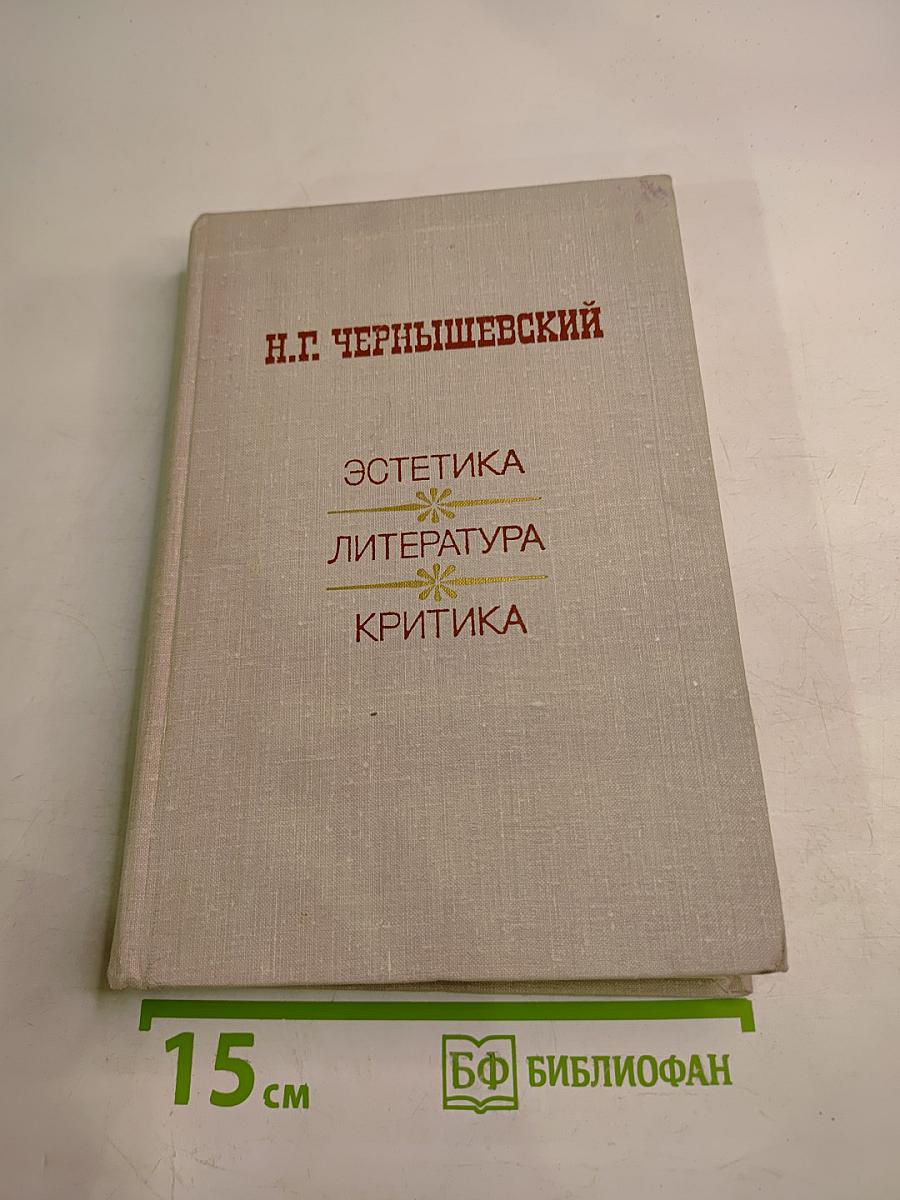 Н.Г. ЧЕРНЫШЕВСКИЙ
ЭСТЕТИКА
ЛИТЕРАТУРА
КРИТИКА
15 см
БФ БИБЛИОФАН